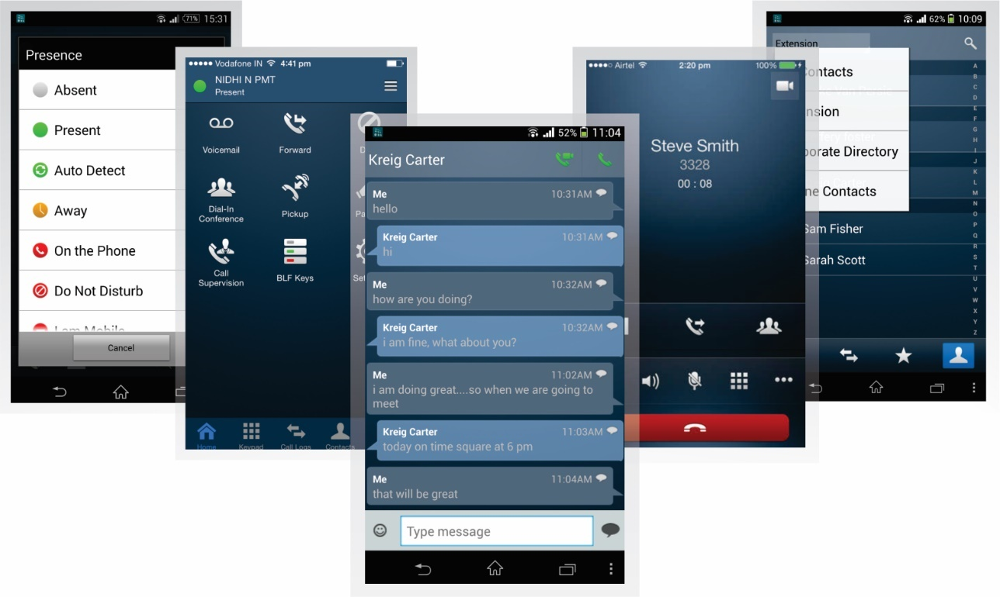 71% 15:31
Presence
Absent
Present
Auto Detect
Away
On the Phone
Do Not Disturb
I am Mobile
Cancel
Vodafone IN 4:41 pm
NIDHI N PMT
Present
Voicemail
Forward
Dial-In
Conference
Pickup
Call
Supervision
BLF Keys
Home
Keypad
Call Logs
Contacts
52% 11:04
Kreig Carter
Me 10:31AM
hello
Kreig Carter 10:31AM
hi
Me 10:32AM
how are you doing?
Kreig Carter 10:32AM
i am fine, what about you?
Me 11:02AM
i am doing great....so when we are going to
meet
Kreig Carter 11:03AM
today on time square at 6 pm
Me 11:04AM
that will be great
Type message
Airtel 2:20 pm 100%
Steve Smith
3328
00 : 08
62% 10:09
Extension
ontacts
nsion
orate Directory
ne Contacts
Sam Fisher
Sarah Scott
A
B
C
D
E
F
G
H
I
J
K
L
M
N
O
P
Q
R
S
T
U
V
W
X
Y
Z